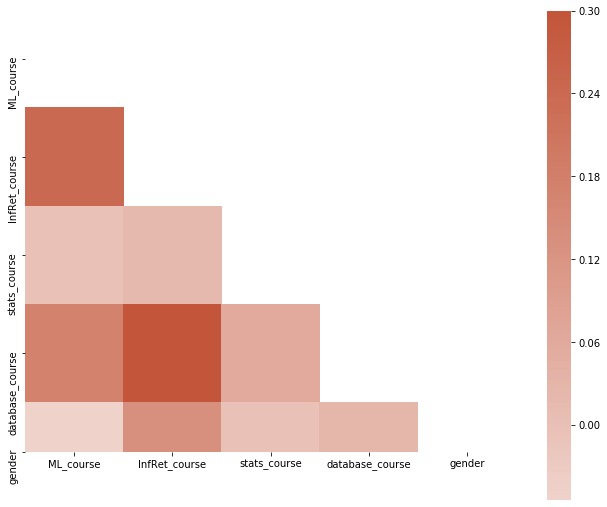 ML_course
InfRet_course
stats_course
database_course
gender
ML_course
InfRet_course
stats_course
database_course
gender
0.30
0.24
0.18
0.12
0.06
0.00